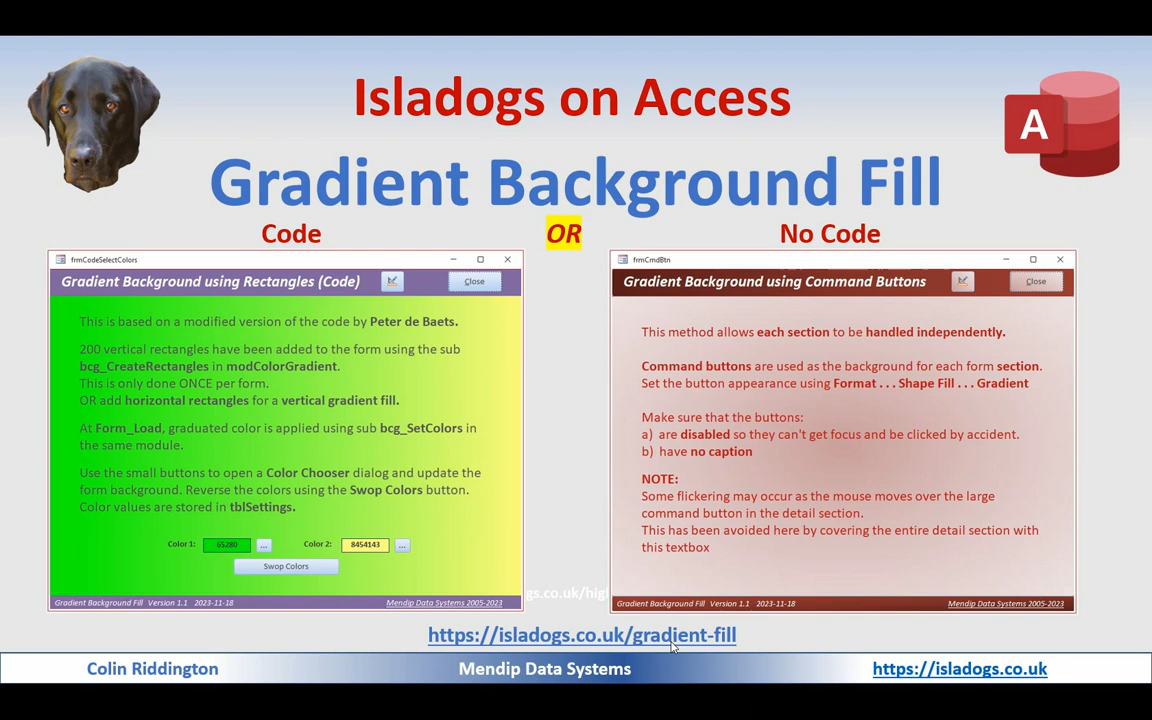 Isladogs on Access
A
Gradient Background Fill
Code
OR
No Code
frmCodeSelectColors
Gradient Background using Rectangles (Code)
Close
This is based on a modified version of the code by Peter de Baets.
200 vertical rectangles have been added to the form using the sub
bcg_CreateRectangles in modColorGradient.
This is only done ONCE per form.
OR add horizontal rectangles for a vertical gradient fill.
At Form_Load, graduated color is applied using sub bcg_SetColors in
the same module.
Use the small buttons to open a Color Chooser dialog and update the
form background. Reverse the colors using the Swop Colors button.
Color values are stored in tblSettings.
Color 1: 65280 ... Color 2: 8454143 ...
Swop Colors
Gradient Background Fill Version 1.1 2023-11-18 Mendip Data Systems 2005-2023
frmCmdBtn
Gradient Background using Command Buttons
Close
This method allows each section to be handled independently.
Command buttons are used as the background for each form section.
Set the button appearance using Format . . . Shape Fill . . . Gradient
Make sure that the buttons:
a) are disabled so they can't get focus and be clicked by accident.
b) have no caption
NOTE:
Some flickering may occur as the mouse moves over the large
command button in the detail section.
This has been avoided here by covering the entire detail section with
this textbox
Gradient Background Fill Version 1.1 2023-11-18 Mendip Data Systems 2005-2023
gs.co.uk/hig
https://isladogs.co.uk/gradient-fill
Colin Riddington
Mendip Data Systems
https://isladogs.co.uk